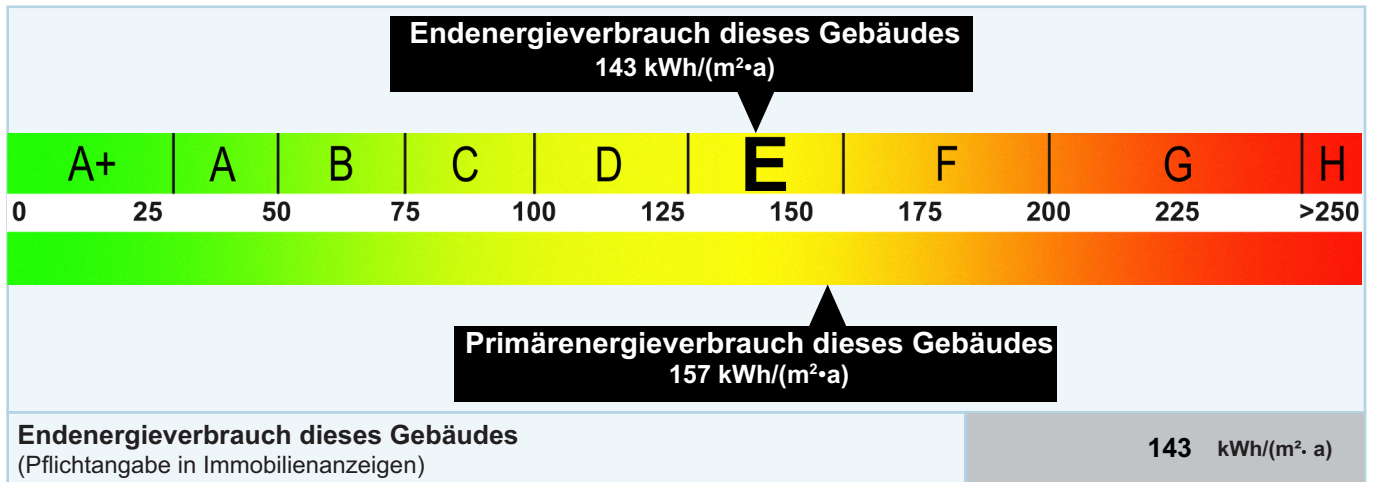 Endenergieverbrauch dieses Gebäudes
143 kWh/(m²•a)
A+ A B C D E F G H
0 25 50 75 100 125 150 175 200 225 >250
Primärenergieverbrauch dieses Gebäudes
157 kWh/(m²•a)
Endenergieverbrauch dieses Gebäudes
(Pflichtangabe in Immobilienanzeigen)
143 kWh/(m²· a)